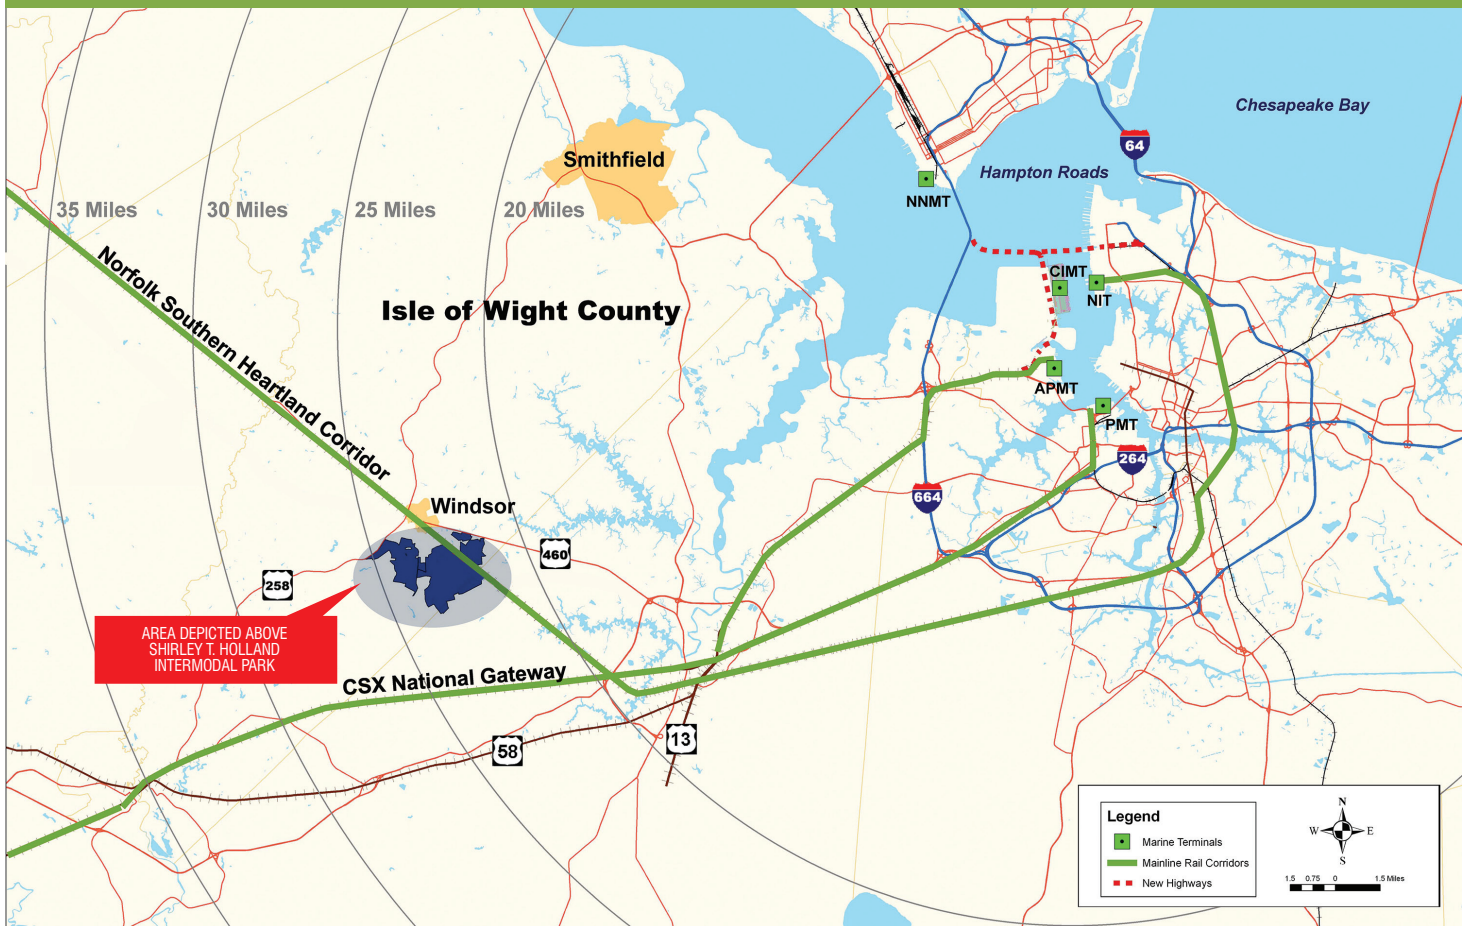 Chesapeake Bay
64
Smithfield
Hampton Roads
NNMT
35 Miles
30 Miles
25 Miles
20 Miles
Norfolk Southern Heartland Corridor
CIMT
NIT
Isle of Wight County
APMT
PMT
264
664
Windsor
460
258
AREA DEPICTED ABOVE
SHIRLEY T. HOLLAND
INTERMODAL PARK
CSX National Gateway
13
58
Legend
Marine Terminals
Mainline Rail Corridors
New Highways
N
W
E
S
1.5 0.75 0 1.5 Miles